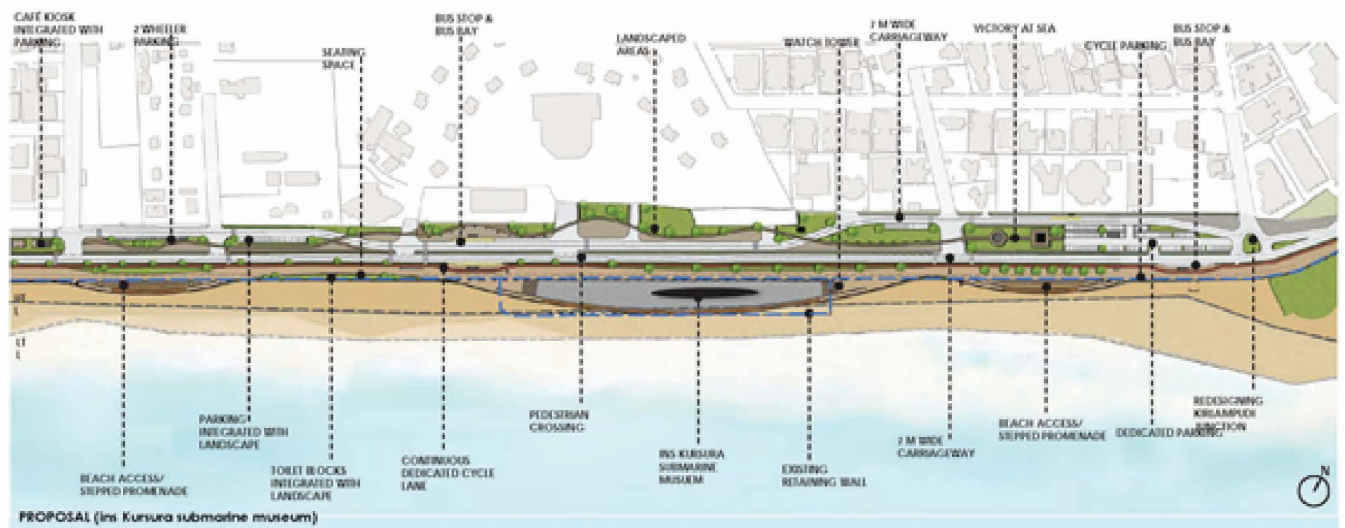 CAFÉ KIOSK
INTEGRATED WITH
PARKING
2 WHEELER
PARKING
SEATING
SPACE
BUS STOP &
BUS BAY
LANDSCAPED
AREAS
WATCH TOWER
7 M WIDE
CARRIAGEWAY
VICTORY AT SEA
CYCLE PARKING
BUS STOP &
BUS BAY
BEACH ACCESS/
STEPPED PROMENADE
PARKING
INTEGRATED WITH
LANDSCAPE
TOILET BLOCKS
INTEGRATED WITH
LANDSCAPE
CONTINUOUS
DEDICATED CYCLE
LANE
PEDESTRIAN
CROSSING
INS KURSURA
SUBMARINE
MUSUEM
EXISTING
RETAINING WALL
7 M WIDE
CARRIAGEWAY
BEACH ACCESS/
STEPPED PROMENADE
DEDICATED PARKING
REDESIGNING
KIRLAMPUDI
JUNCTION
N
PROPOSAL (ins Kursura submarine museum)